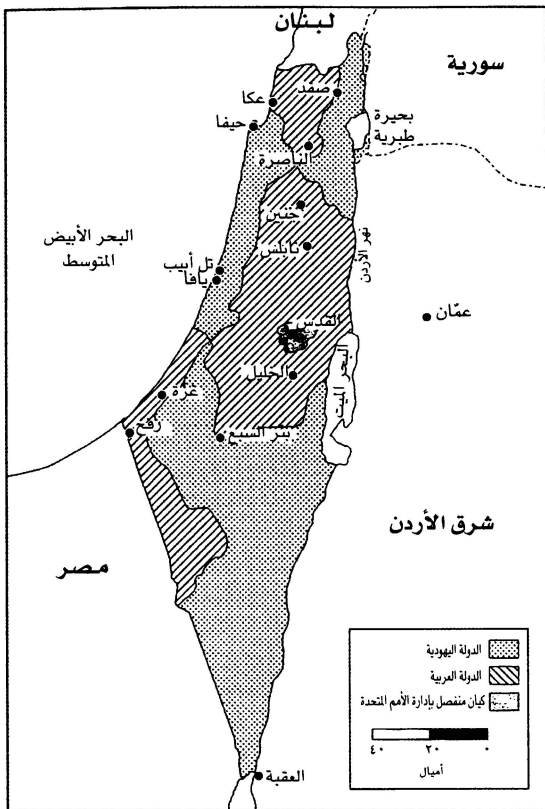 لبنان
سورية
صفد
عكا
بحيرة
طبرية
حيفا
الناصرة
جنين
نابلس
نهر الأردن
البحر الأبيض
المتوسط
تل أبيب
يافا
القدس
عمّان
البحر الميت
الخليل
غزة
رفح
بئر السبع
شرق الأردن
مصر
الدولة اليهودية
الدولة العربية
كيان منفصل بإدارة الأمم المتحدة
٤٠ ٢٠ ٠
أميال
العقبة